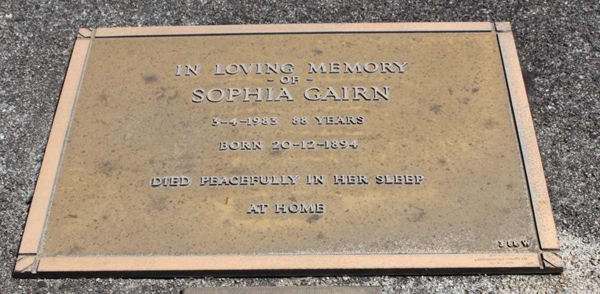 IN LOVING MEMORY
- OF -
SOPHIA GAIRN
3-4-1983 88 YEARS
BORN 20-12-1894
DIED PEACEFULLY IN HER SLEEP
AT HOME